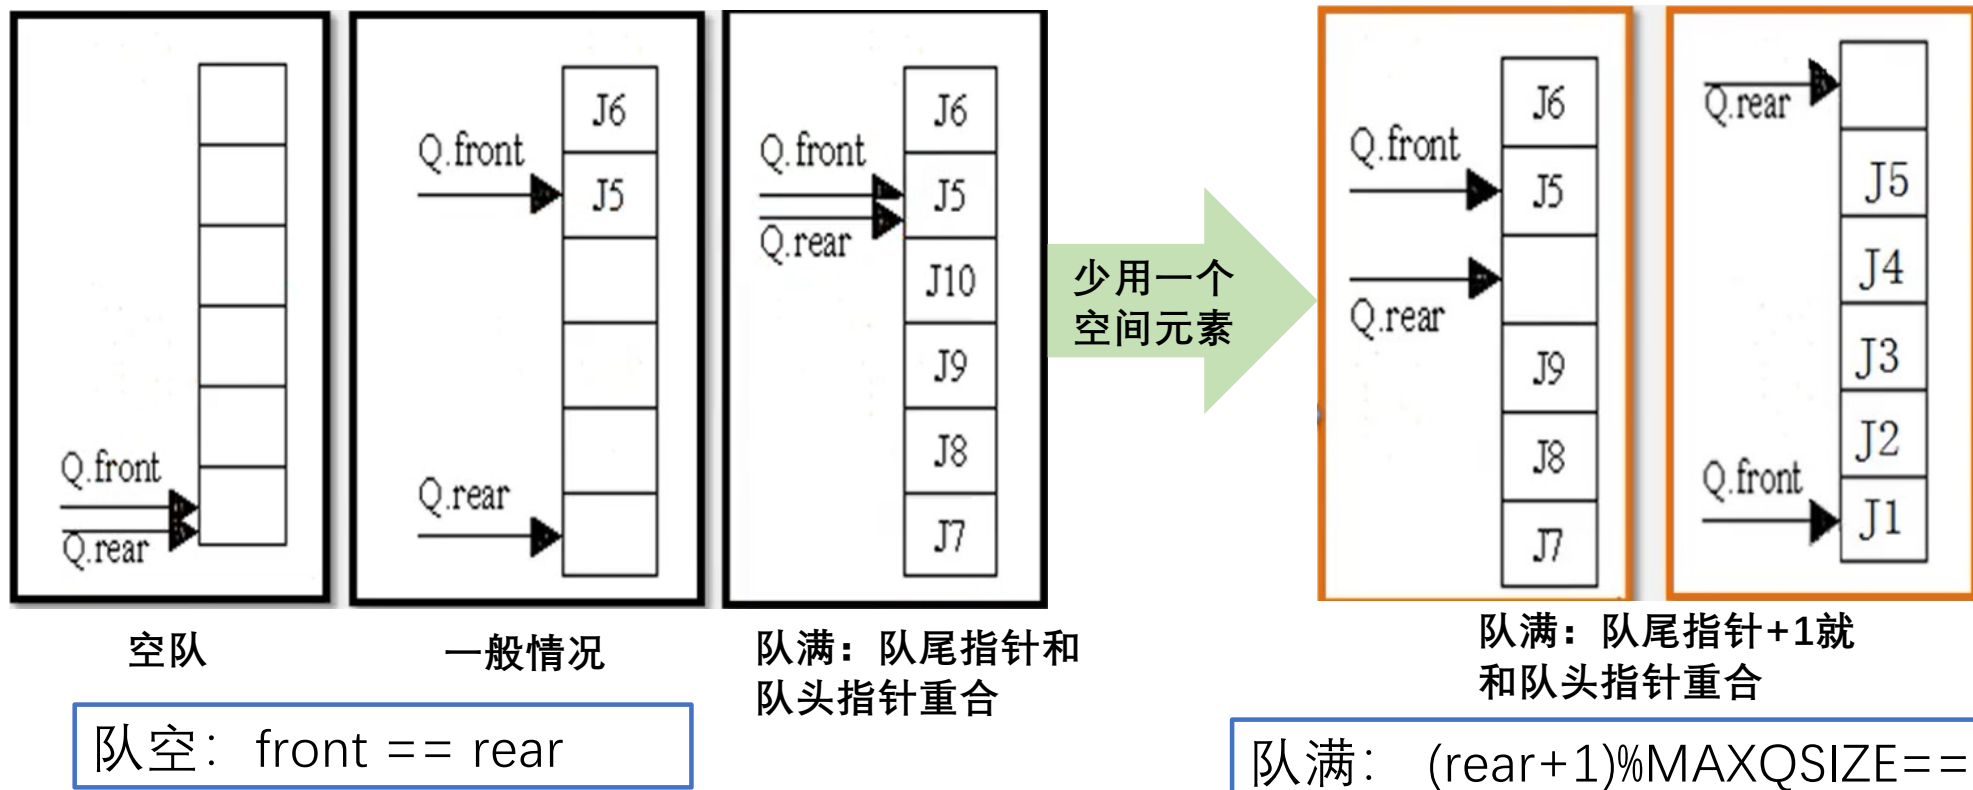 Q.front
Q.rear
空队
J6
Q.front
J5
Q.rear
一般情况
J6
Q.front
J5
Q.rear
J10
J9
J8
J7
队满：队尾指针和
队头指针重合
少用一个
空间元素
J6
Q.front
J5
Q.rear
J9
J8
J7
Q.rear
J5
J4
J3
J2
Q.front
J1
队满：队尾指针+1就
和队头指针重合
队空： front == rear
队满： (rear+1)%MAXQSIZE==